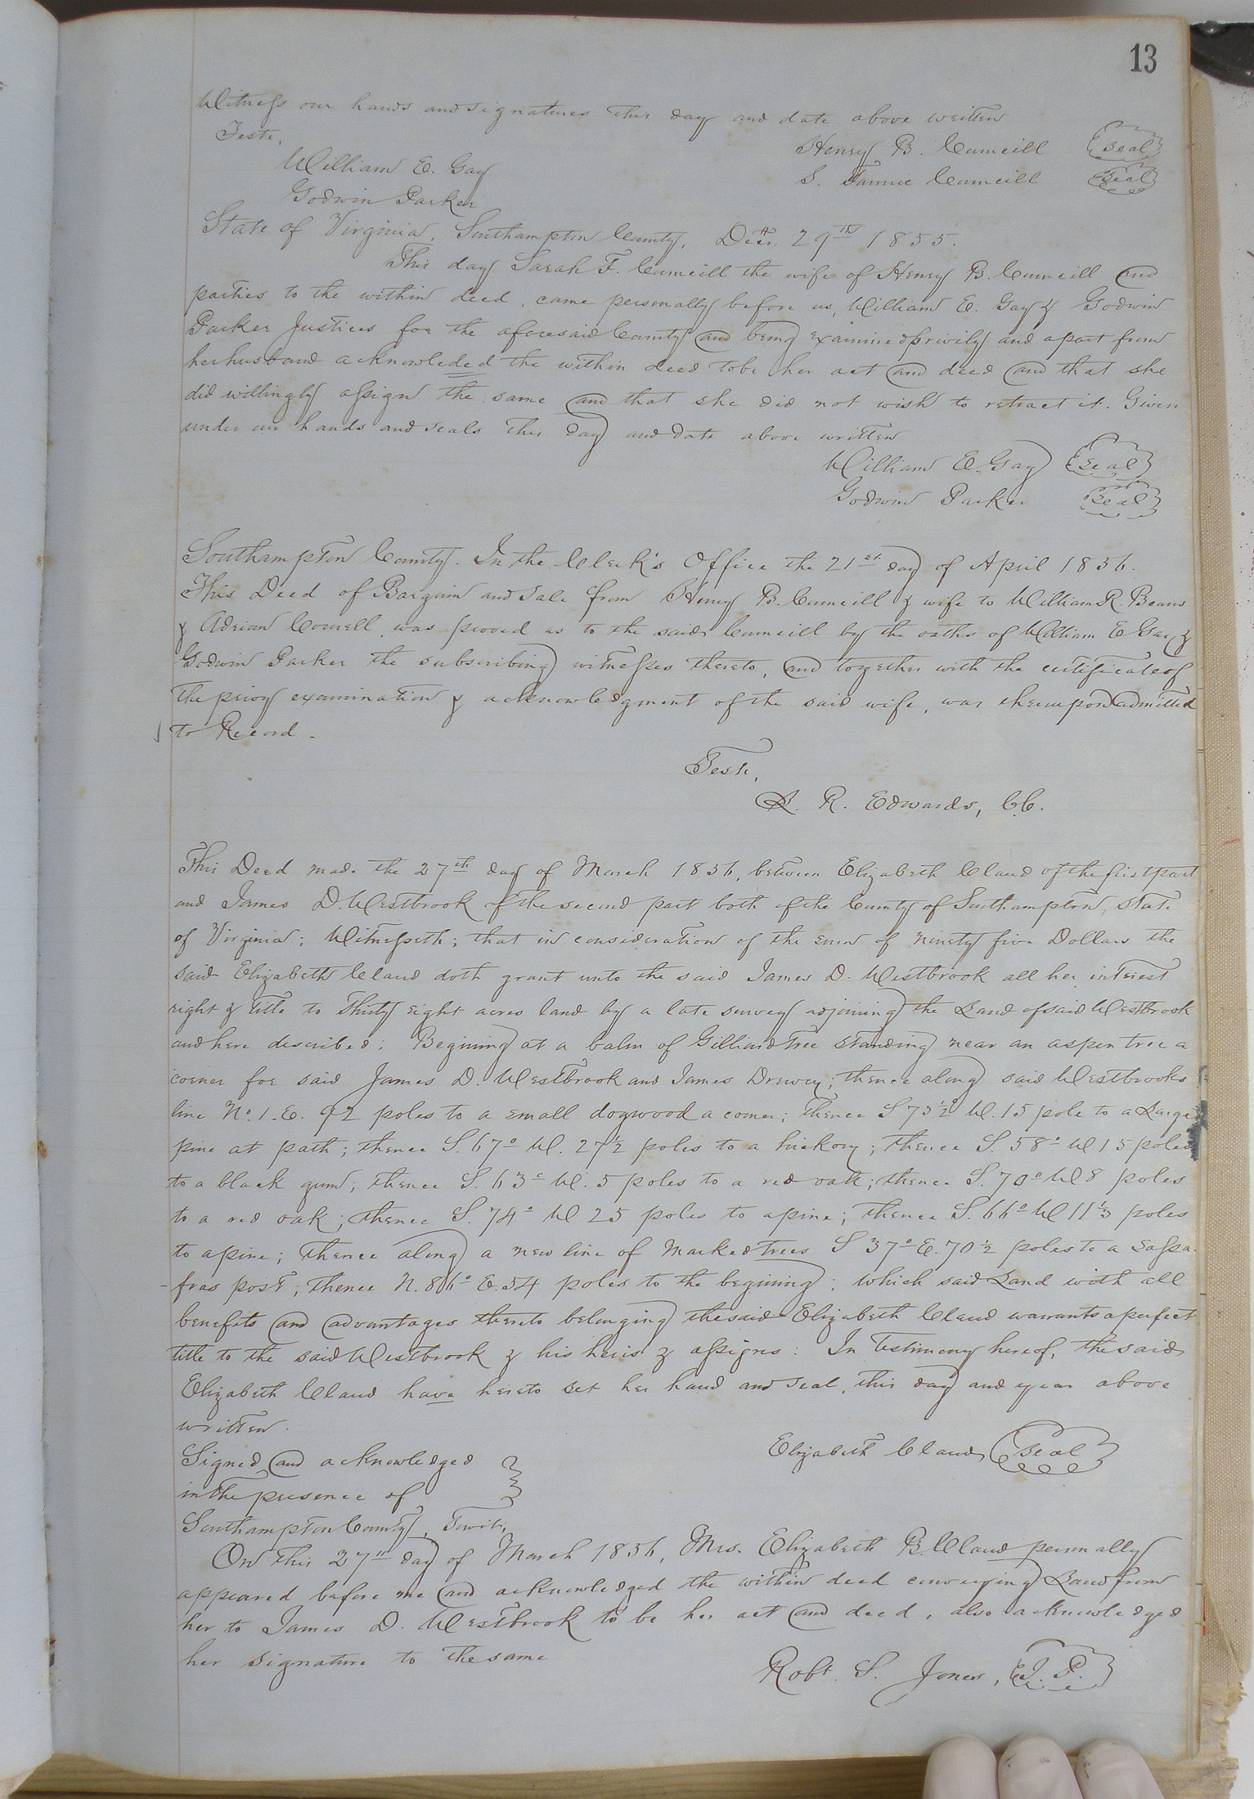 13
Witness our hands and signatures this day and date above written
Teste,
Henry B. Cumeill (Seal)
William E. Gay
S. Fannie Cumeill (Seal)
Godwin Parker
State of Virginia, Southampton County, Decr. 29th 1855.
This day Sarah F. Cumeill the wife of Henry B. Cumeill and
parties to the within deed, came personally before us, William E. Gay & Godwin
Parker Justices for the aforesaid County and being examined privily and apart from
her husband acknowleded the within deed to be her act and deed and that she
did willingly assign the same and that she did not wish to retract it. Given
under our hands and seals this day and date above written
William E. Gay (Seal)
Godwin Parker (Seal)
Southampton County. In the Clerk's Office the 21st day of April 1856.
This Deed of Bargain and Sale from Henry B. Cumeill & wife to William R. Beans
& Adrian Cowell, was proved as to the said Cumeill by the oaths of William E Gay &
Godwin Parker the subscribing witnesses thereto, and together with the certificate of
the privy examination & acknowledgment of the said wife, was thereupon admitted
to Record.
Teste,
L. R. Edwards, C.C.
This Deed made the 27th day of March 1856, between Elizabeth Claud of the first part
and James D. Westbrook of the second part both of the County of Southampton, State
of Virginia; Witnesseth; that in consideration of the sum of ninety five Dollars the
said Elizabeth Claud doth grant unto the said James D. Westbrook all her interest
right & title to Thirty eight acres land by a late survey adjoining the Land of said Westbrook
and here described; Begining at a balm of Gilliard tree standing near an aspen tree a
corner for said James D. Westbrook and James Drewry; thence along said Westbrooks
line No. 1. E. 92 poles to a small dogwood a corner; thence S 73½° W. 15 pole to a Large
pine at path; thence S. 67° W. 27½ poles to a hickory; thence S. 58° W 15 poles
to a black gum; thence S. 63° W. 5 poles to a red oak; thence S. 70° W 8 poles
to a red oak; thence S. 74° W 25 poles to a pine; thence S. 66° W 11⅓ poles
to a pine; thence along a new line of marked trees S 37° E. 70½ poles to a Sassa-
fras post; thence N. 86° E. 54 poles to the begining; which said Land with all
benefits and advantages thereto belonging the said Elizabeth Claud warrants a perfect
title to the said Westbrook & his heirs & assigns: In Testimony hereof, the said
Elizabeth Claud have hereto set her hand and seal, this day and year above
written.
Elizabeth Claud (Seal)
Signed and acknowledged
in the presence of
Southampton County, Towit;
On this 27th day of March 1856, Mrs. Elizabeth B. Claud personally
appeared before me and acknowledged the within deed conveying Land from
her to James D. Westbrook to be her act and deed, also acknowledged
her signature to the same
Robt. S. Jones, J. P.